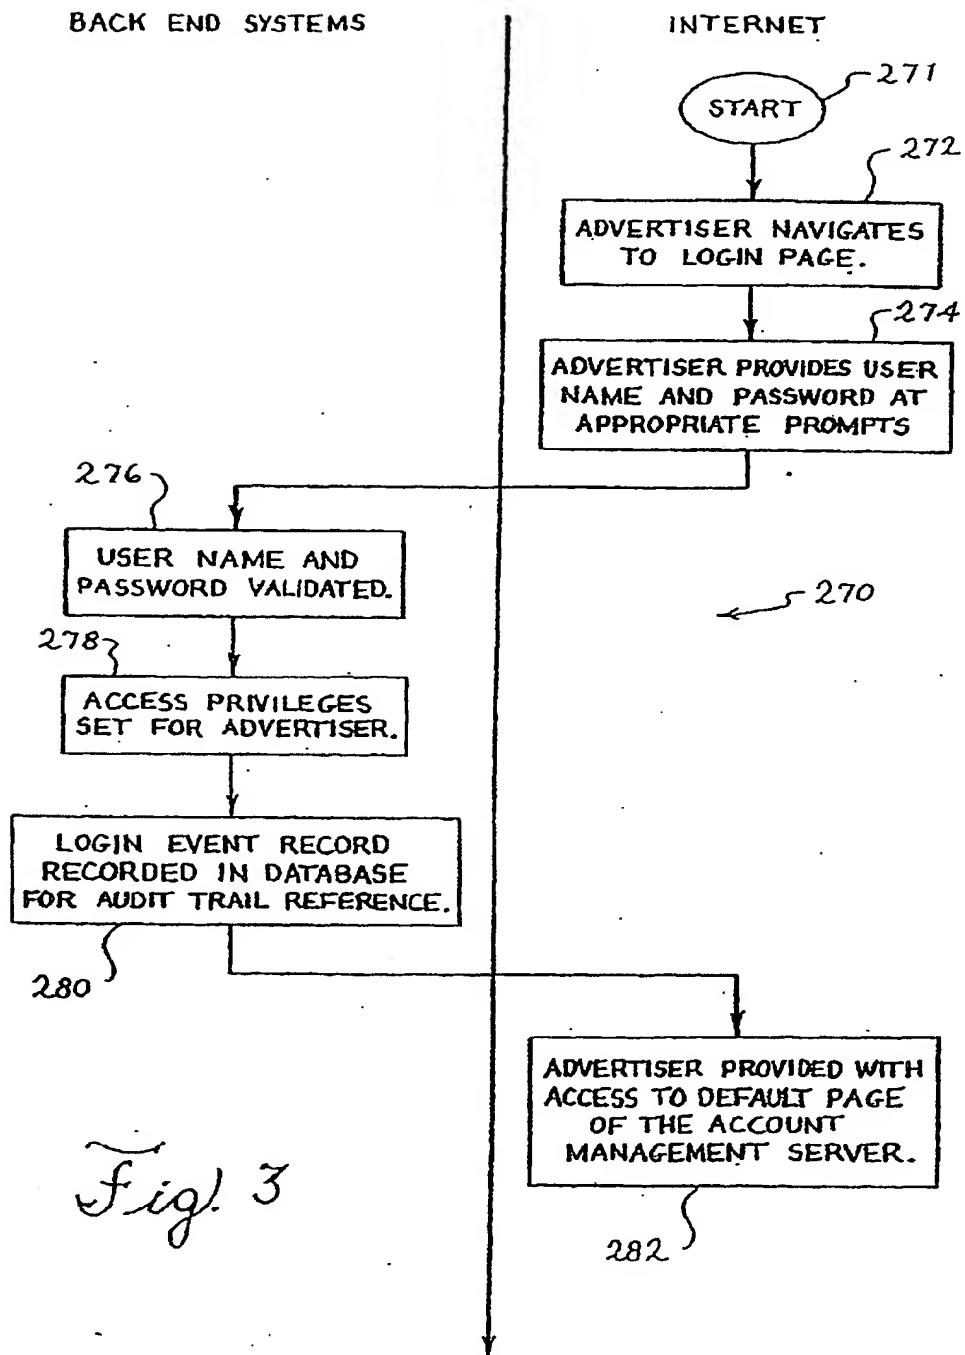 BACK END SYSTEMS
INTERNET
271
START
272
ADVERTISER NAVIGATES
TO LOGIN PAGE.
274
ADVERTISER PROVIDES USER
NAME AND PASSWORD AT
APPROPRIATE PROMPTS
276
USER NAME AND
PASSWORD VALIDATED.
270
278
ACCESS PRIVILEGES
SET FOR ADVERTISER.
LOGIN EVENT RECORD
RECORDED IN DATABASE
FOR AUDIT TRAIL REFERENCE.
280
ADVERTISER PROVIDED WITH
ACCESS TO DEFAULT PAGE
OF THE ACCOUNT
MANAGEMENT SERVER.
282
Fig. 3